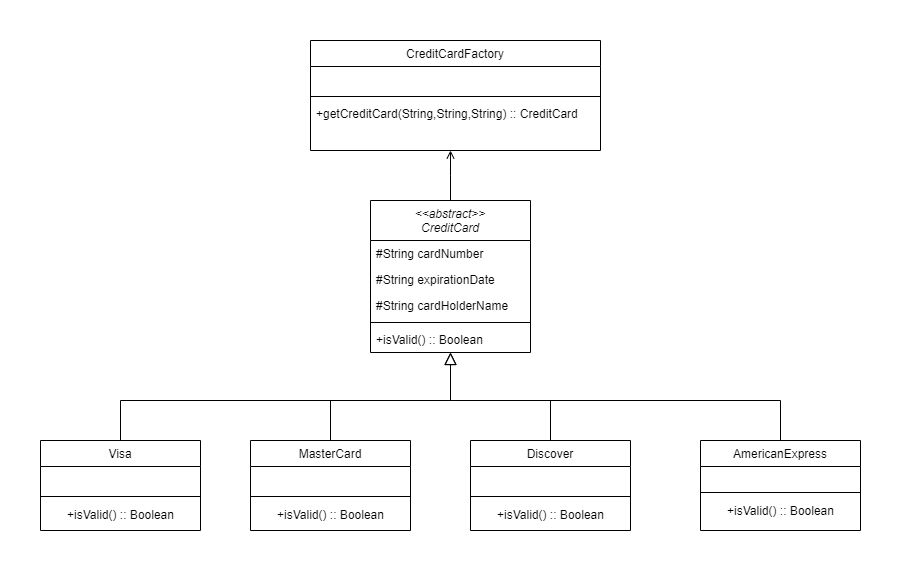 CreditCardFactory
+getCreditCard(String,String,String) :: CreditCard
<<abstract>>
CreditCard
#String cardNumber
#String expirationDate
#String cardHolderName
+isValid() :: Boolean
Visa
+isValid() :: Boolean
MasterCard
+isValid() :: Boolean
Discover
+isValid() :: Boolean
AmericanExpress
+isValid() :: Boolean